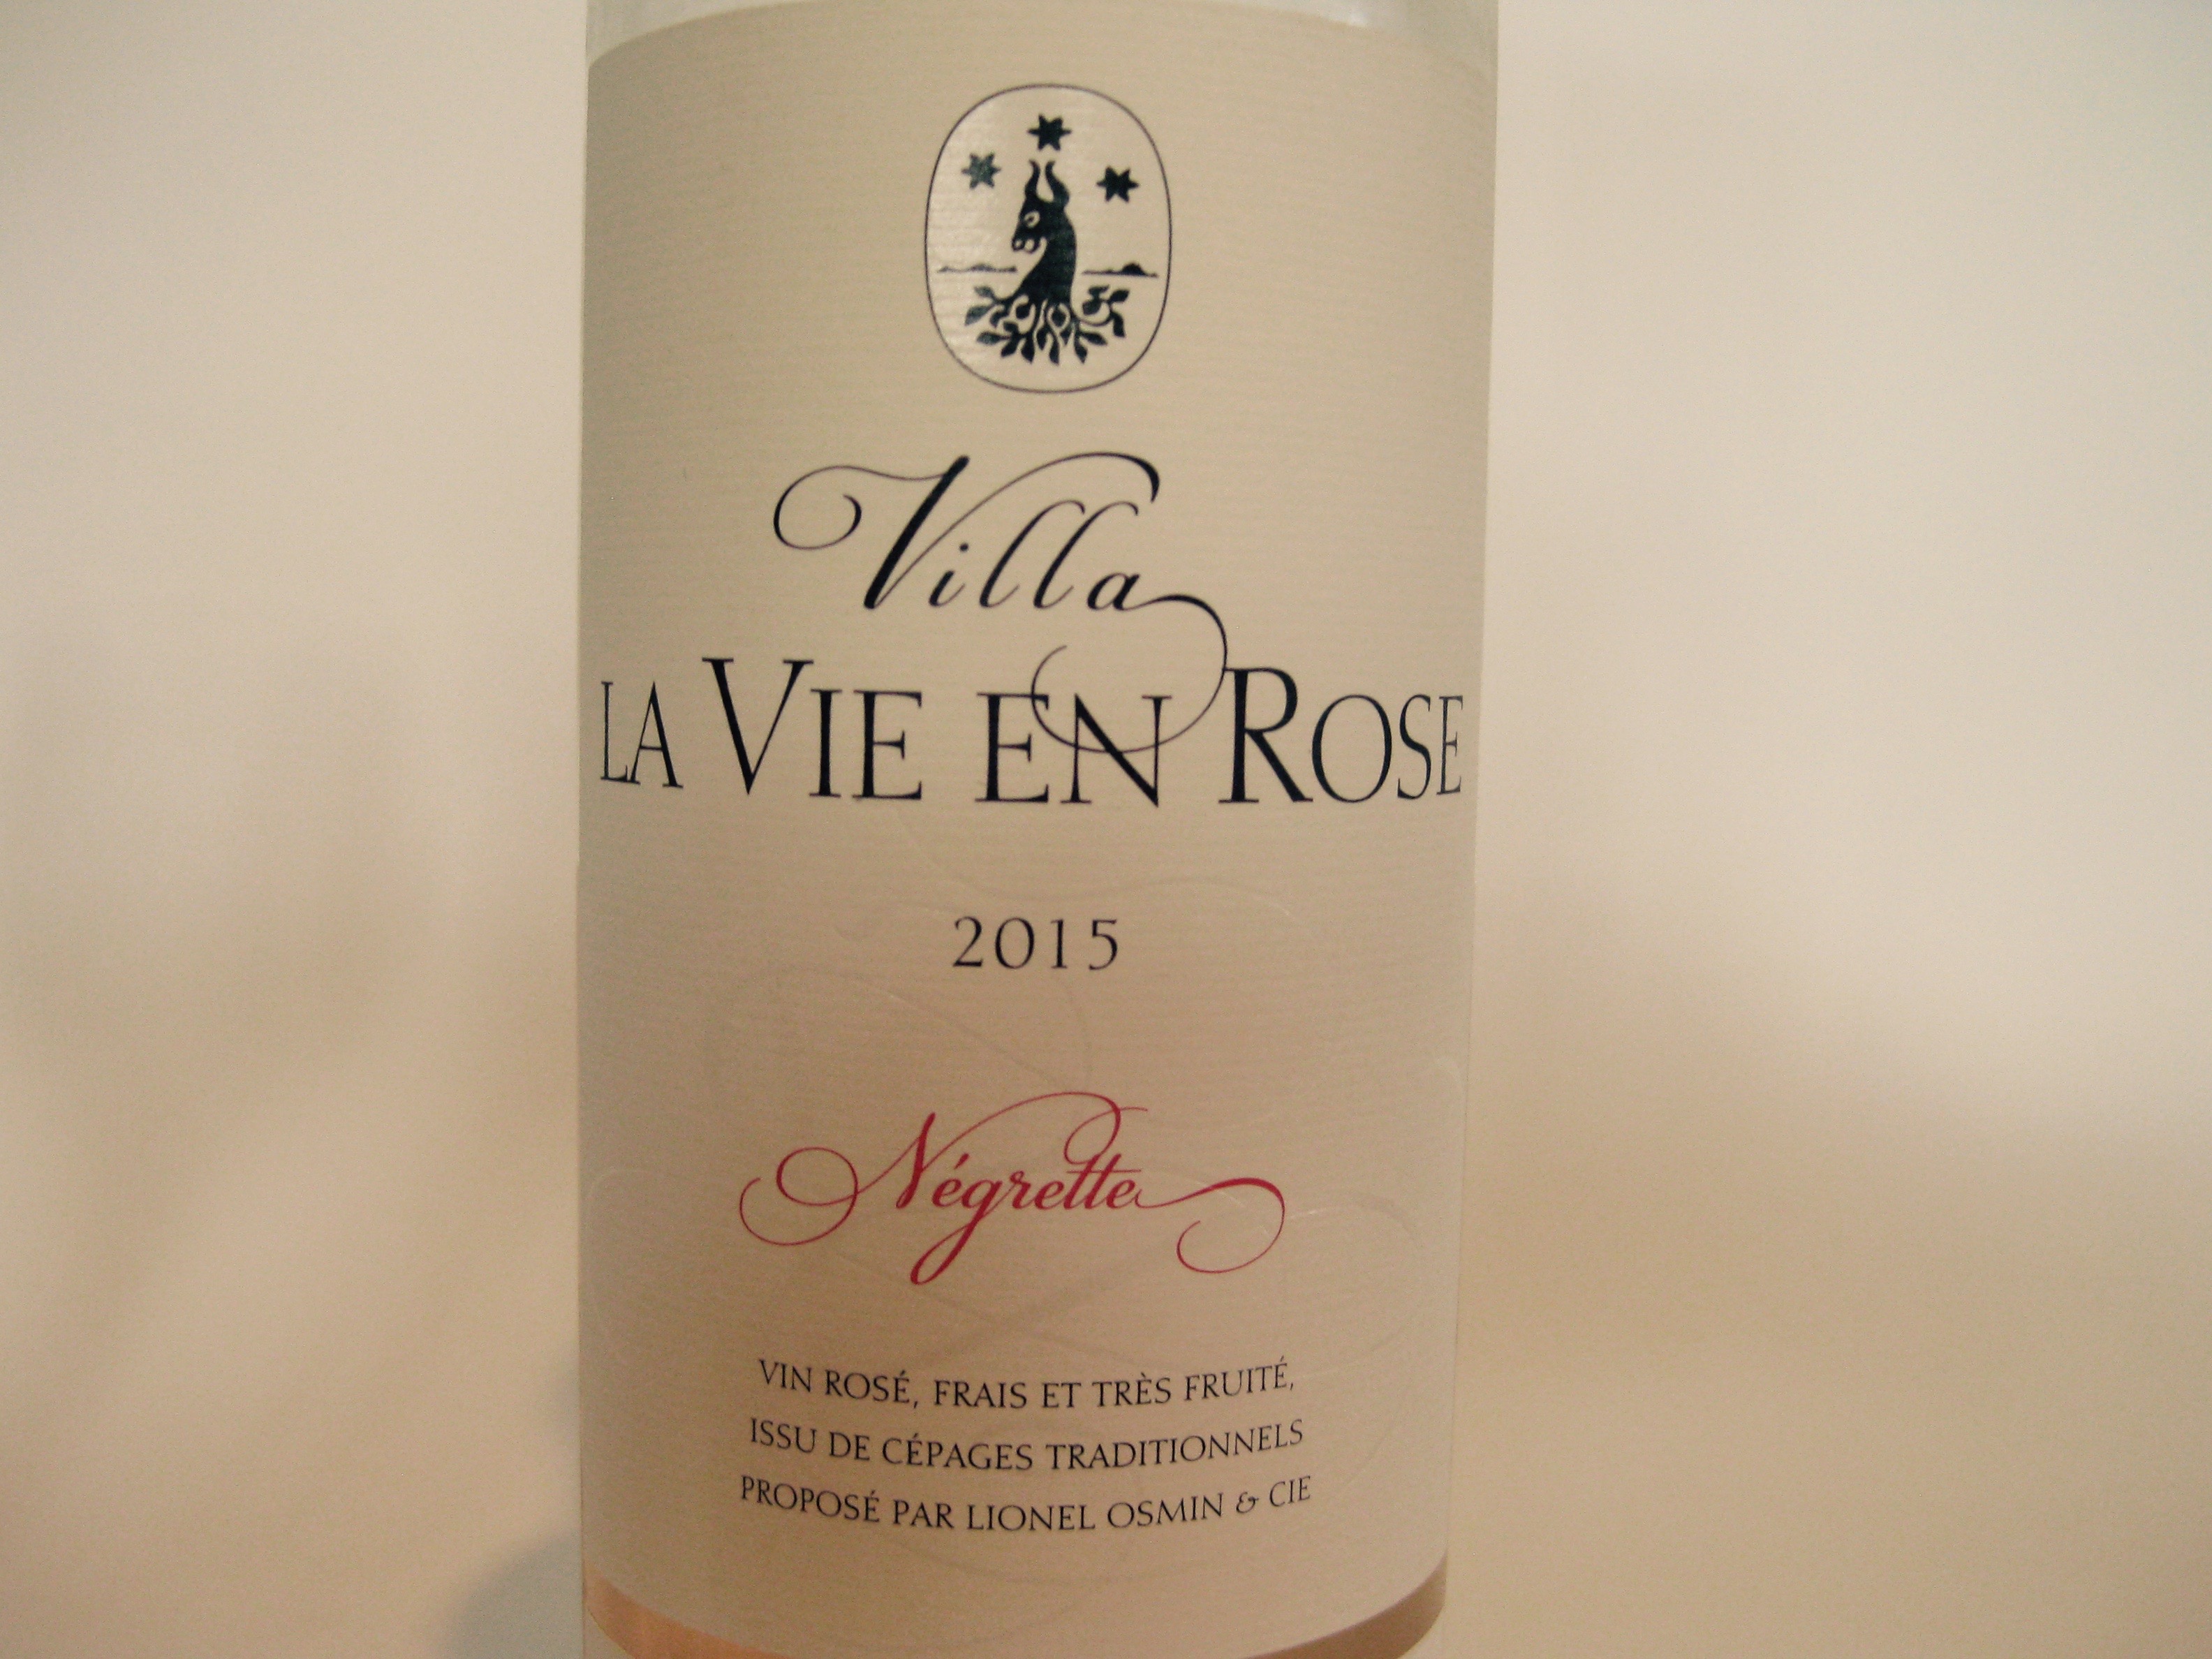 Villa
LA VIE EN ROSE
2015
Négrette
VIN ROSÉ, FRAIS ET TRÈS FRUITÉ,
ISSU DE CÉPAGES TRADITIONNELS
PROPOSÉ PAR LIONEL OSMIN & CIE